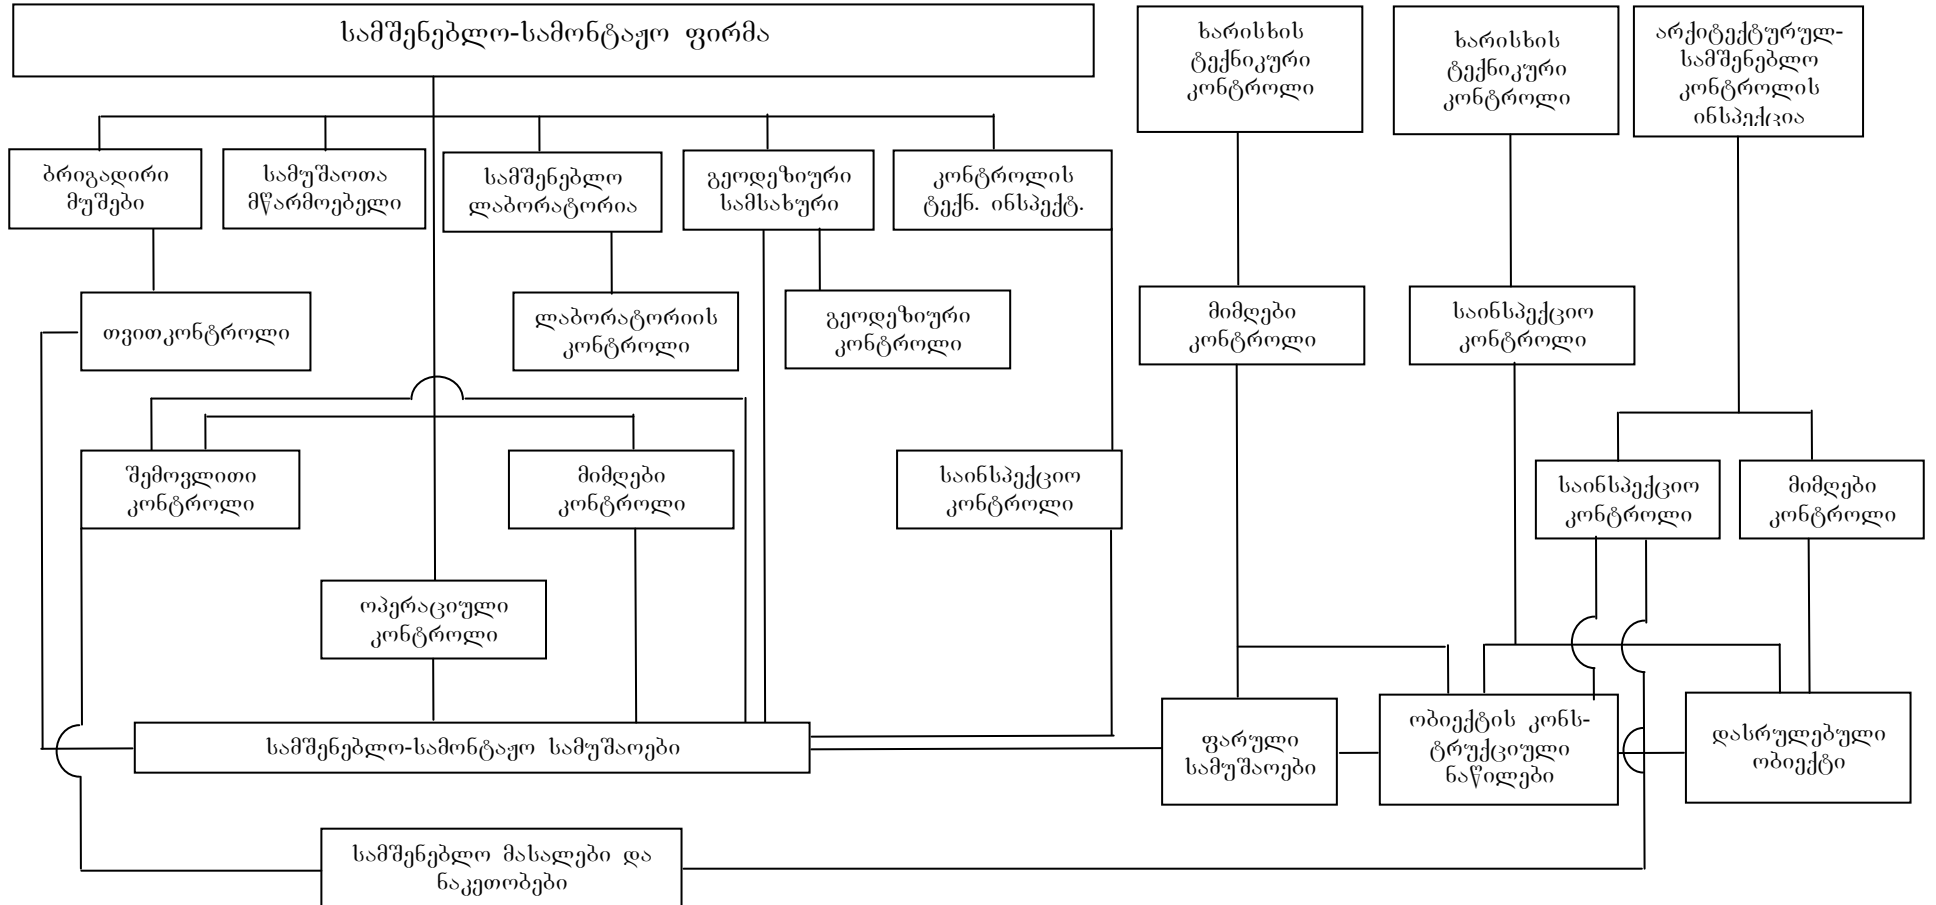 სამშენებლო-სამონტაჟო ფირმა
ხარისხის
ტექნიკური
კონტროლი
ხარისხის
ტექნიკური
კონტროლი
არქიტექტურულ-
სამშენებლო
კონტროლის
ინსპექცია
ბრიგადირი
მუშები
სამუშაოთა
მწარმოებელი
სამშენებლო
ლაბორატორია
გეოდეზიური
სამსახური
კონტროლის
ტექნ. ინსპექტ.
თვითკონტროლი
ლაბორატორიის
კონტროლი
გეოდეზიური
კონტროლი
მიმღები
კონტროლი
საინსპექციო
კონტროლი
შემოვლითი
კონტროლი
მიმღები
კონტროლი
საინსპექციო
კონტროლი
საინსპექციო
კონტროლი
მიმღები
კონტროლი
ოპერაციული
კონტროლი
სამშენებლო-სამონტაჟო სამუშაოები
ფარული
სამუშაოები
ობიექტის კონს-
ტრუქციული
ნაწილები
დასრულებული
ობიექტი
სამშენებლო მასალები და
ნაკეთობები